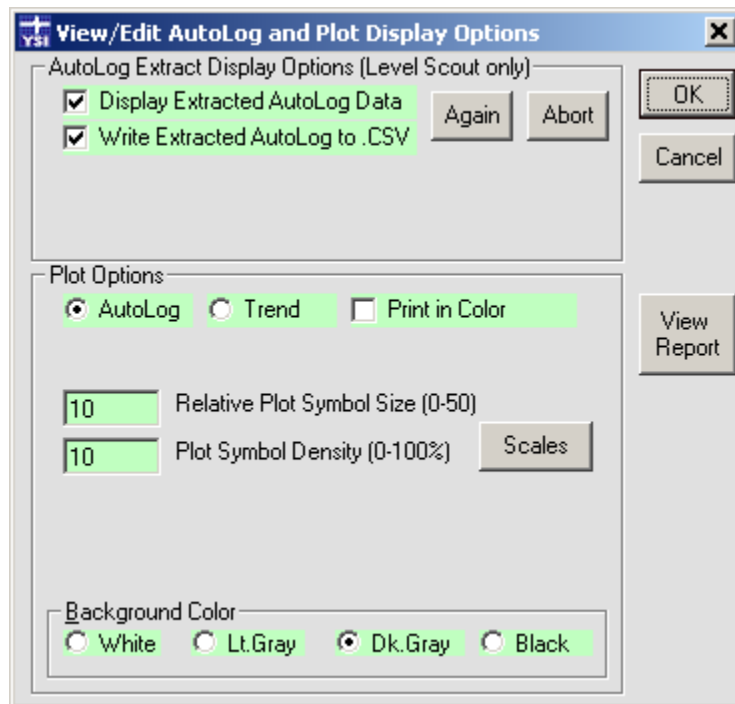 YSI View/Edit AutoLog and Plot Display Options
AutoLog Extract Display Options (Level Scout only)
Display Extracted AutoLog Data
Write Extracted AutoLog to .CSV
Again
Abort
OK
Cancel
Plot Options
AutoLog
Trend
Print in Color
View
Report
10
Relative Plot Symbol Size (0-50)
10
Plot Symbol Density (0-100%)
Scales
Background Color
White
Lt.Gray
Dk.Gray
Black